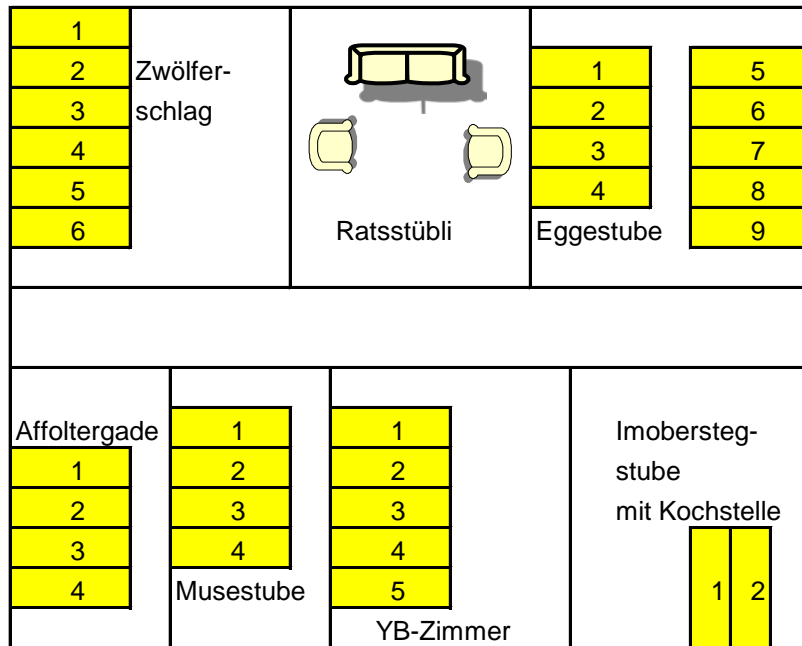 1
2
3
4
5
6
Zwölfer-
schlag
Ratsstübli
1
2
3
4
Eggestube
5
6
7
8
9
Affoltergade
1
2
3
4
1
2
3
4
Musestube
1
2
3
4
5
YB-Zimmer
Imobersteg-
stube
mit Kochstelle
1 2